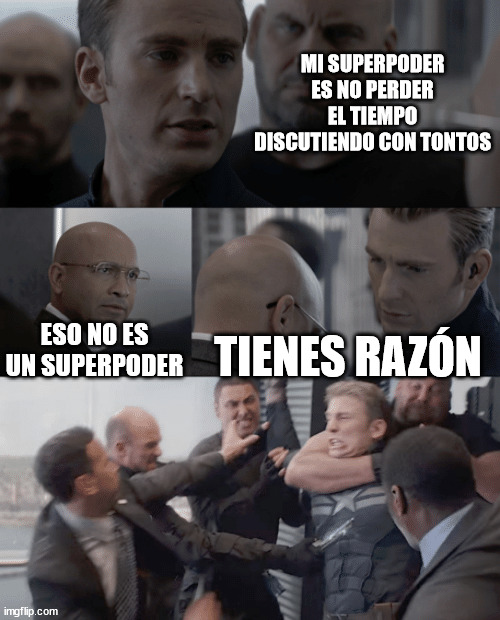 MI SUPERPODER
ES NO PERDER
EL TIEMPO
DISCUTIENDO CON TONTOS
ESO NO ES
UN SUPERPODER
TIENES RAZÓN
imgflip.com